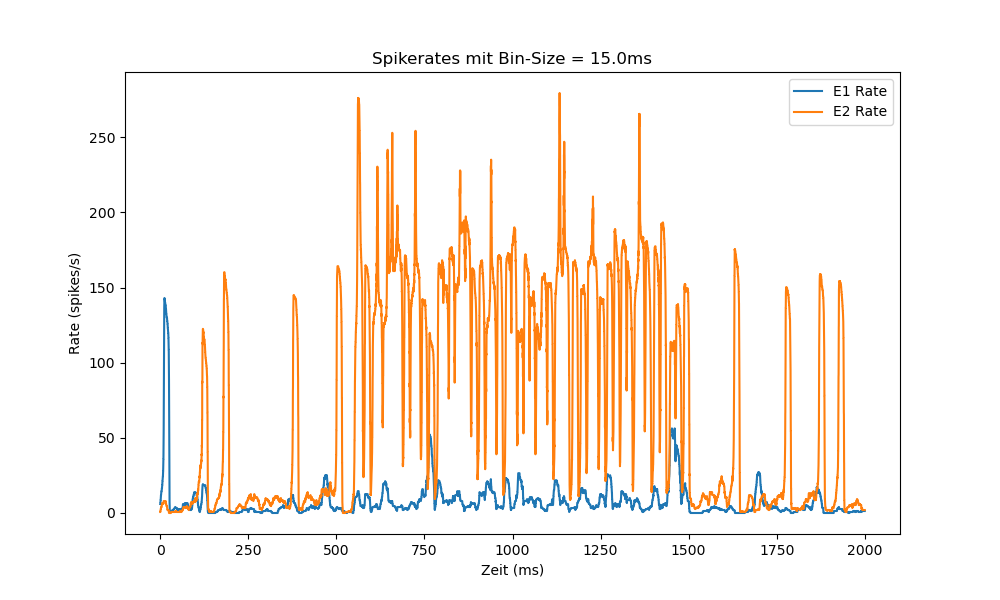 Spikerates mit Bin-Size = 15.0ms
E1 Rate
E2 Rate
Rate (spikes/s)
250
200
150
100
50
0
0 250 500 750 1000 1250 1500 1750 2000
Zeit (ms)